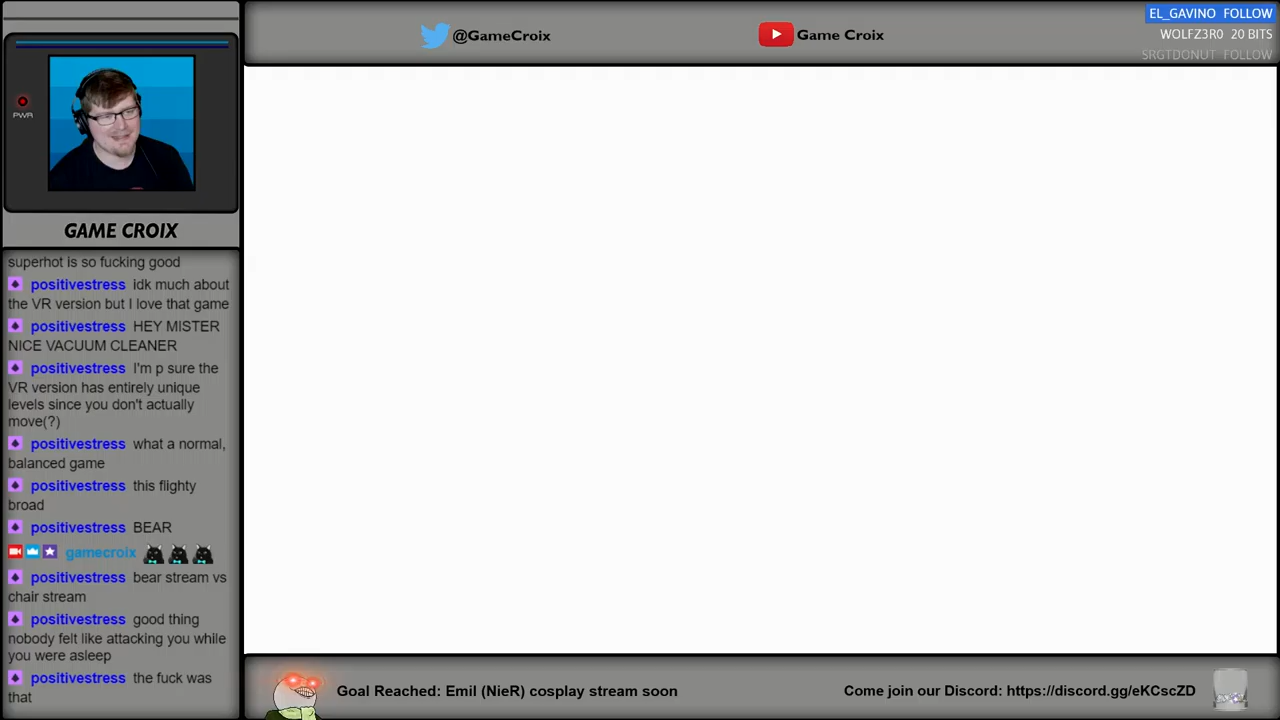 EL_GAVINO FOLLOW
@GameCroix
Game Croix
WOLFZ3R0 20 BITS
SRGTDONUT FOLLOW
PWR
GAME CROIX
superhot is so fucking good
positivestress idk much about
the VR version but I love that game
positivestress HEY MISTER
NICE VACUUM CLEANER
positivestress I'm p sure the
VR version has entirely unique
levels since you don't actually
move(?)
positivestress what a normal,
balanced game
positivestress this flighty
broad
positivestress BEAR
gamecroix
positivestress bear stream vs
chair stream
positivestress good thing
nobody felt like attacking you while
you were asleep
positivestress the fuck was
that
Goal Reached: Emil (NieR) cosplay stream soon
Come join our Discord: https://discord.gg/eKCscZD